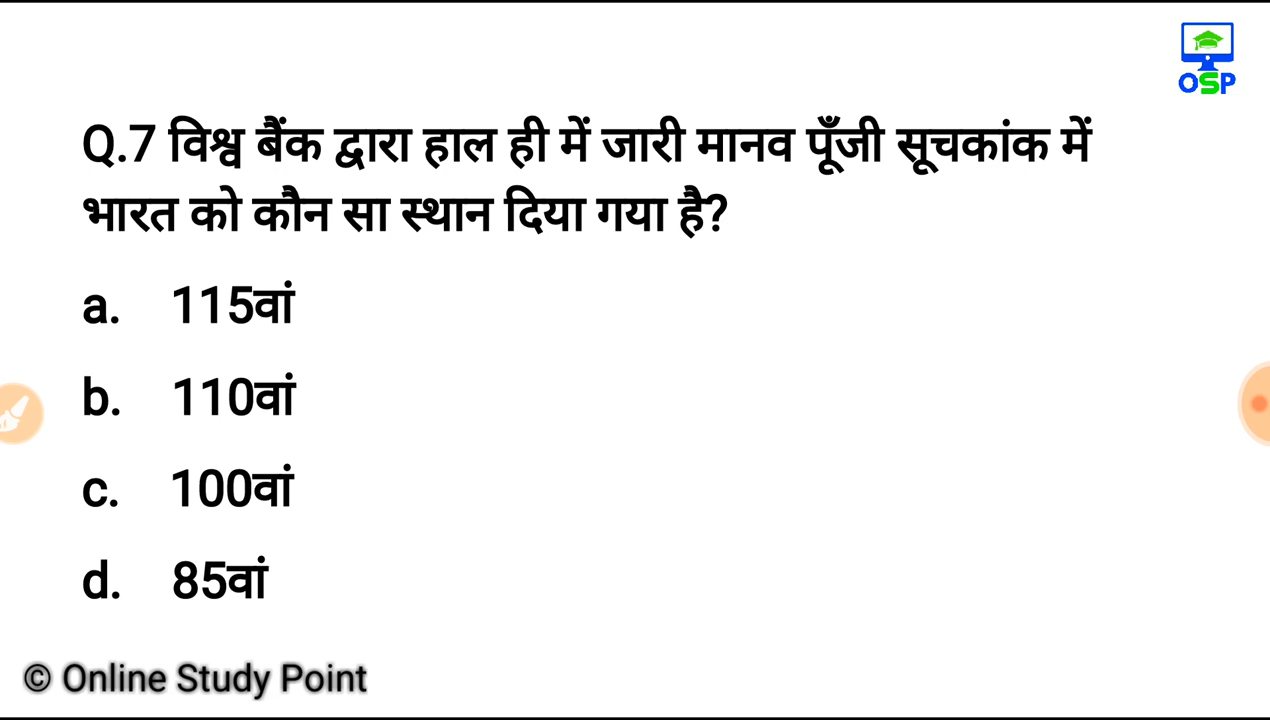 OSP
Q.7 विश्व बैंक द्वारा हाल ही में जारी मानव पूँजी सूचकांक में
भारत को कौन सा स्थान दिया गया है?
a. 115वां
b. 110वां
c. 100वां
d. 85वां
© Online Study Point